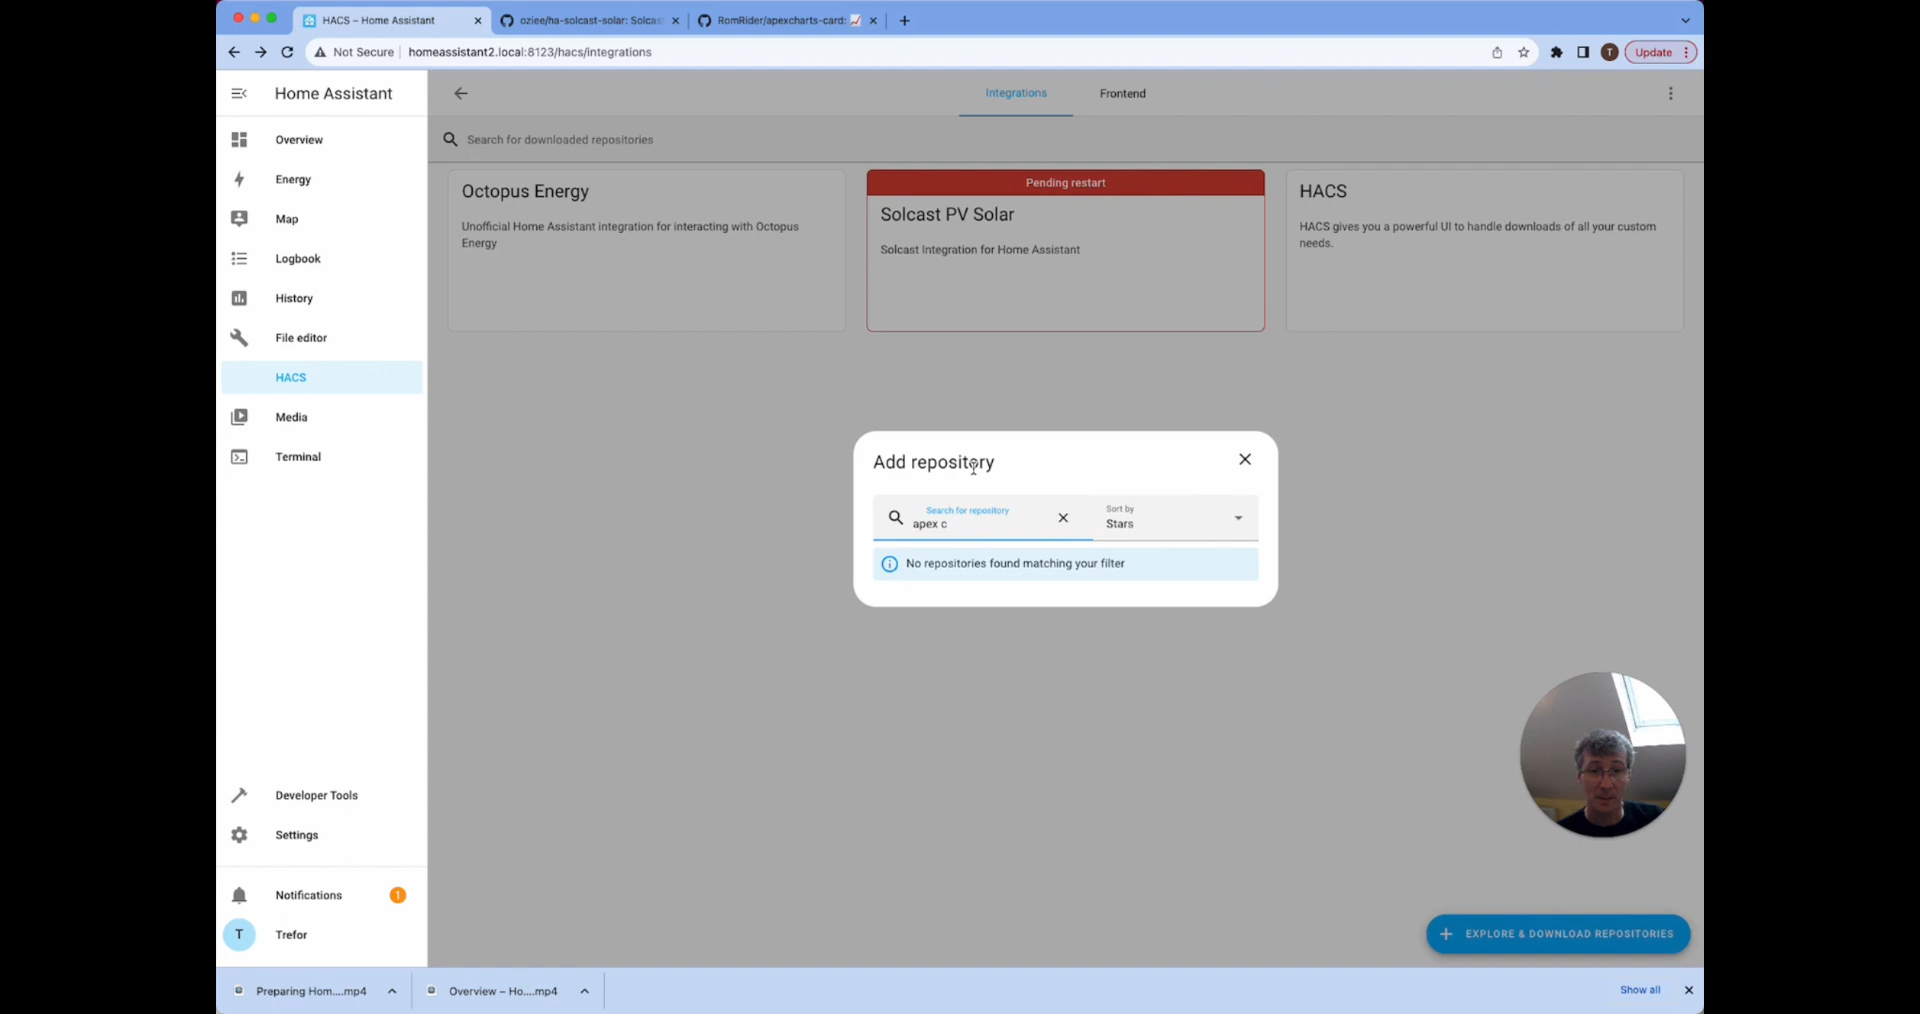 HACS – Home Assistant
oziee/ha-solcast-solar: Solcas
RomRider/apexcharts-card:
Not Secure
homeassistant2.local:8123/hacs/integrations
T
Update
Home Assistant
Integrations
Frontend
Search for downloaded repositories
Overview
Energy
Map
Logbook
History
File editor
HACS
Media
Terminal
Developer Tools
Settings
Notifications
1
T
Trefor
Octopus Energy
Unofficial Home Assistant integration for interacting with Octopus
Energy
Pending restart
Solcast PV Solar
Solcast Integration for Home Assistant
HACS
HACS gives you a powerful UI to handle downloads of all your custom
needs.
Add repository
Search for repository
apex c
Sort by
Stars
No repositories found matching your filter
EXPLORE & DOWNLOAD REPOSITORIES
Preparing Hom....mp4
Overview – Ho....mp4
Show all